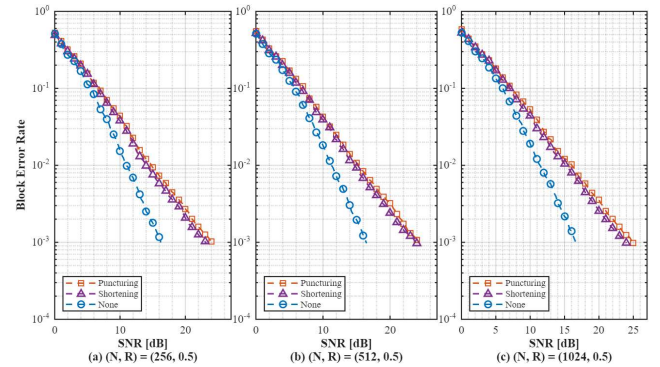 10^0
10^-1
10^-2
10^-3
10^-4
Block Error Rate
Puncturing
Shortening
None
0 10 20
SNR [dB]
(a) (N, R) = (256, 0.5)
10^0
10^-1
10^-2
10^-3
10^-4
Puncturing
Shortening
None
0 10 20
SNR [dB]
(b) (N, R) = (512, 0.5)
10^0
10^-1
10^-2
10^-3
10^-4
Puncturing
Shortening
None
0 5 10 15 20 25
SNR [dB]
(c) (N, R) = (1024, 0.5)